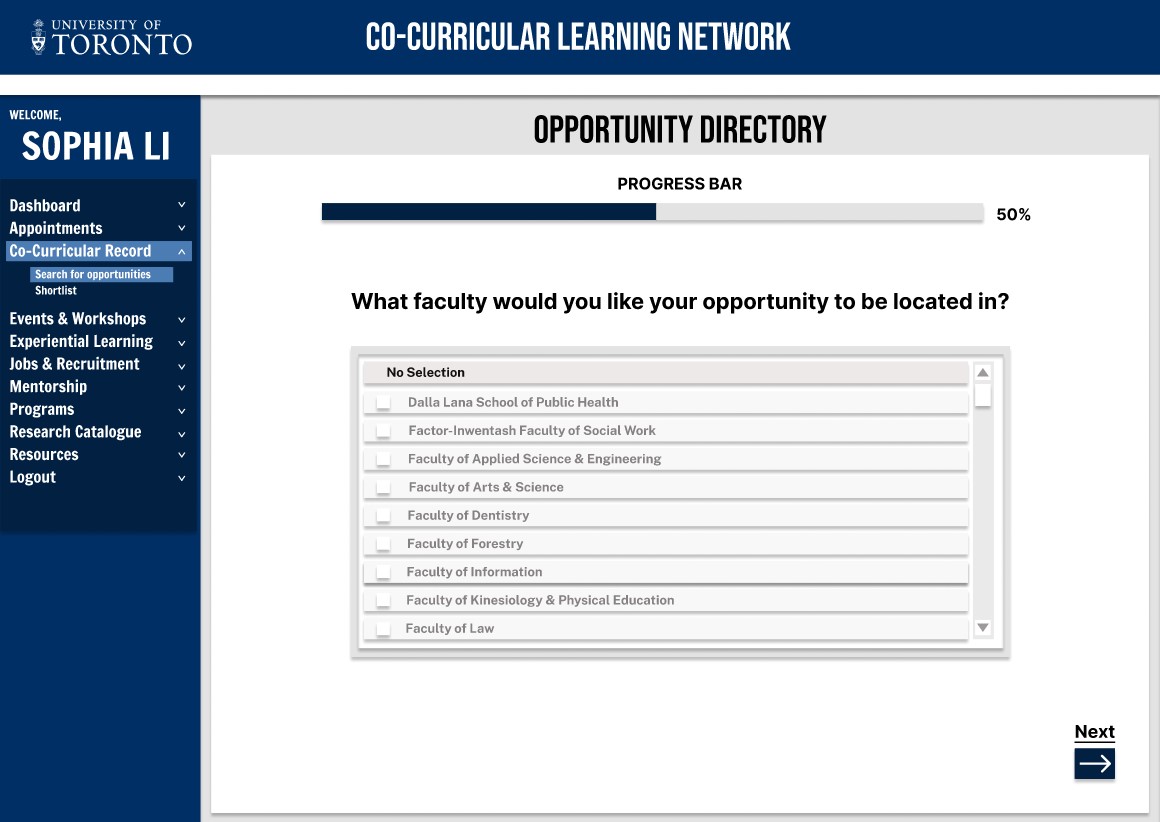 UNIVERSITY OF
TORONTO
CO-CURRICULAR LEARNING NETWORK
WELCOME,
SOPHIA LI
Dashboard
Appointments
Co-Curricular Record
Search for opportunities
Shortlist
Events & Workshops
Experiential Learning
Jobs & Recruitment
Mentorship
Programs
Research Catalogue
Resources
Logout
OPPORTUNITY DIRECTORY
PROGRESS BAR
50%
What faculty would you like your opportunity to be located in?
No Selection
Dalla Lana School of Public Health
Factor-Inwentash Faculty of Social Work
Faculty of Applied Science & Engineering
Faculty of Arts & Science
Faculty of Dentistry
Faculty of Forestry
Faculty of Information
Faculty of Kinesiology & Physical Education
Faculty of Law
Next